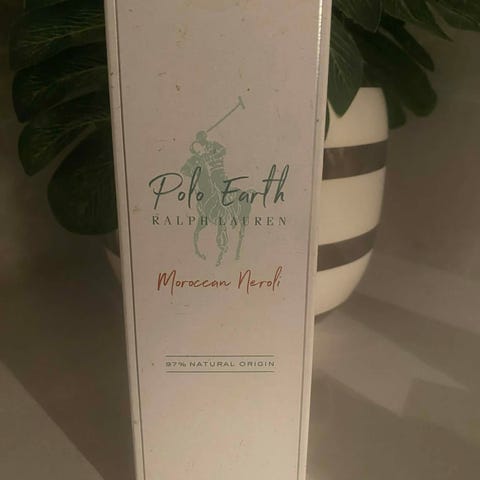 Polo Earth
RALPH LAUREN
Moroccan Neroli
97% NATURAL ORIGIN